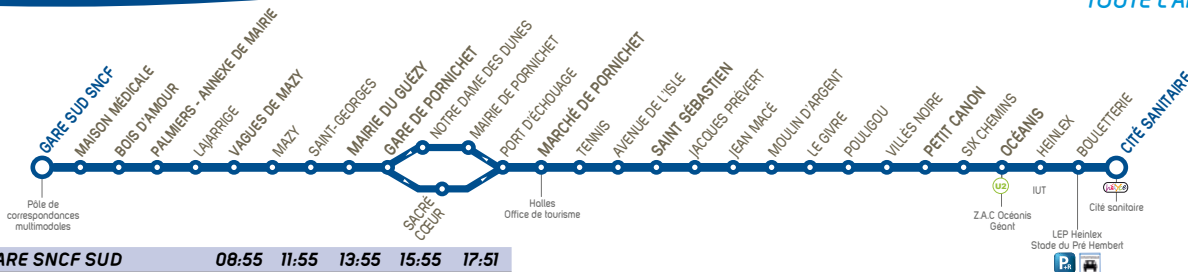 TOUTE L'A
GARE SUD SNCF
MAISON MÉDICALE
BOIS D'AMOUR
PALMIERS - ANNEXE DE MAIRIE
LAJARRIGE
VAGUES DE MAZY
MAZY
SAINT-GEORGES
MAIRIE DU GUÉZY
GARE DE PORNICHET
NOTRE DAME DES DUNES
MAIRIE DE PORNICHET
SACRÉ
CŒUR
PORT D'ÉCHOUAGE
MARCHÉ DE PORNICHET
TENNIS
AVENUE DE L'ISLE
SAINT SÉBASTIEN
JACQUES PRÉVERT
JEAN MACÉ
MOULIN D'ARGENT
LE GIVRE
POULIGOU
VILLÈS NOIRE
PETIT CANON
SIX CHEMINS
OCÉANIS
HEINLEX
BOULETTERIE
CITÉ SANITAIRE
Pôle de
correspondances
multimodales
Halles
Office de tourisme
U2
Z.A.C Océanis
Géant
IUT
LEP Heinlex
Stade du Pré Hembert
P+R
hélYce
Cité sanitaire
ARE SNCF SUD 08:55 11:55 13:55 15:55 17:51